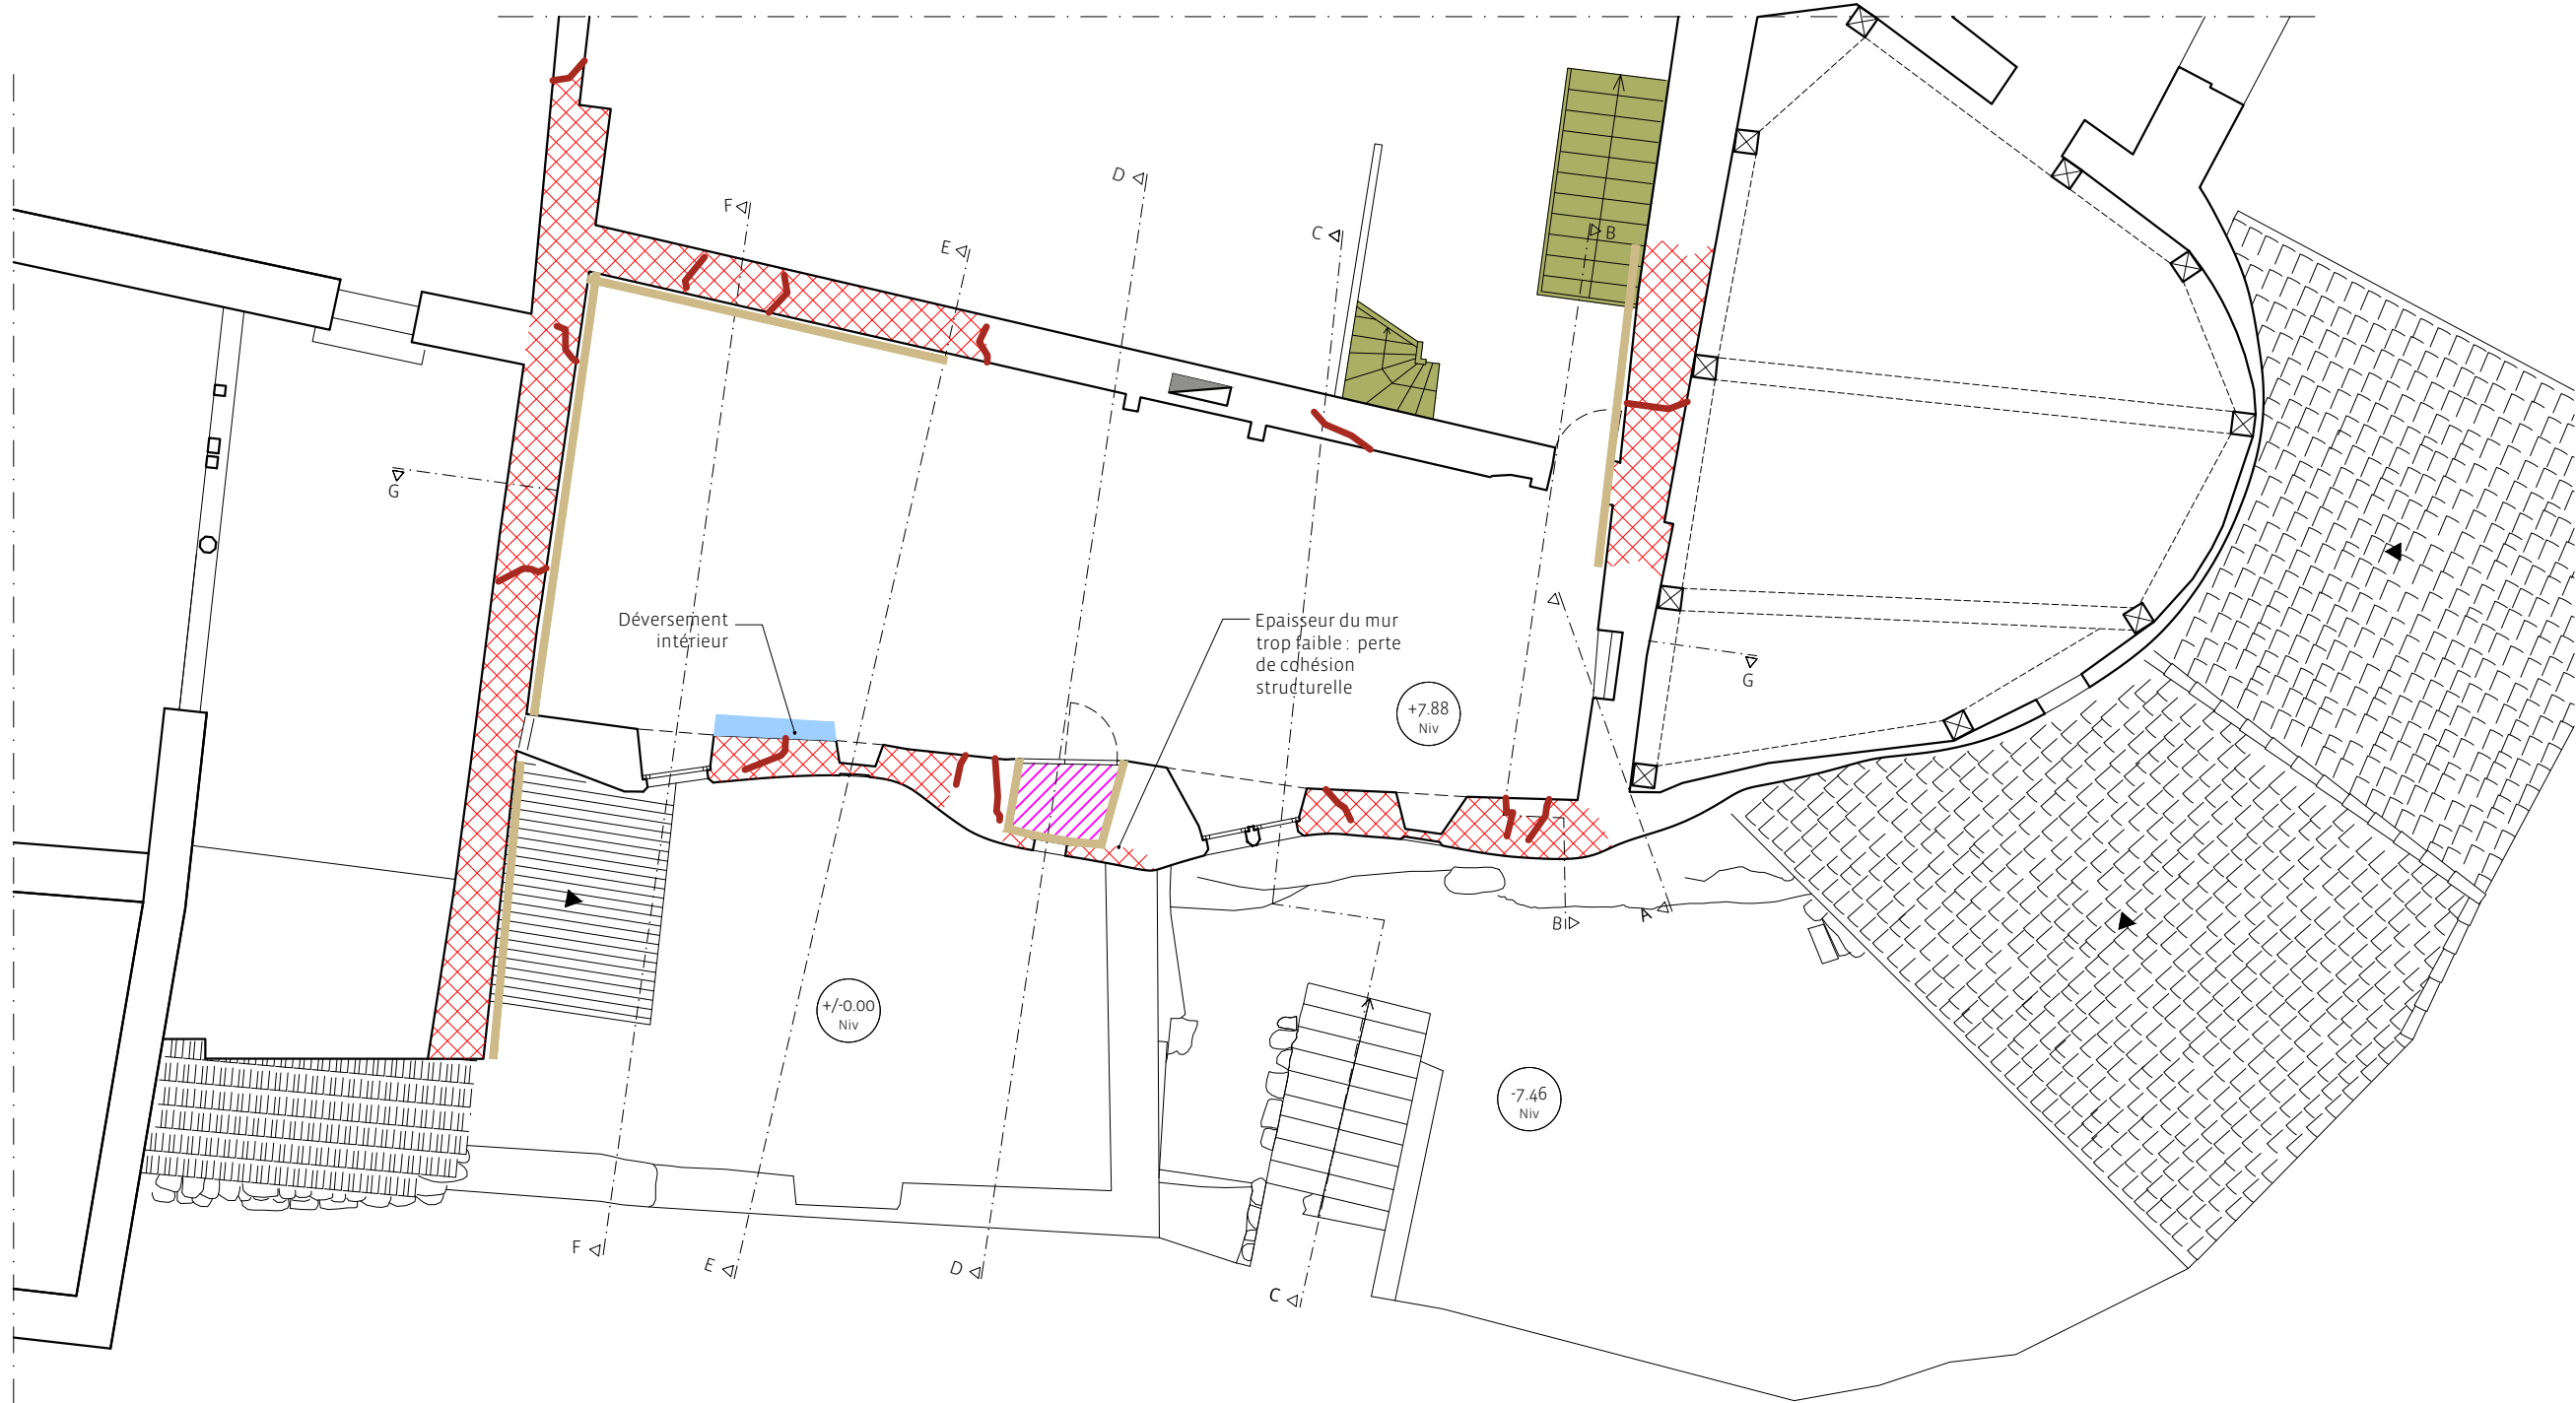 D
F
B
C
E
G
Déversement
intérieur
Epaisseur du mur
trop faible : perte
de cohésion
structurelle
G
+7.88
Niv
A
B
+/-0.00
Niv
-7.46
Niv
F
E
D
C